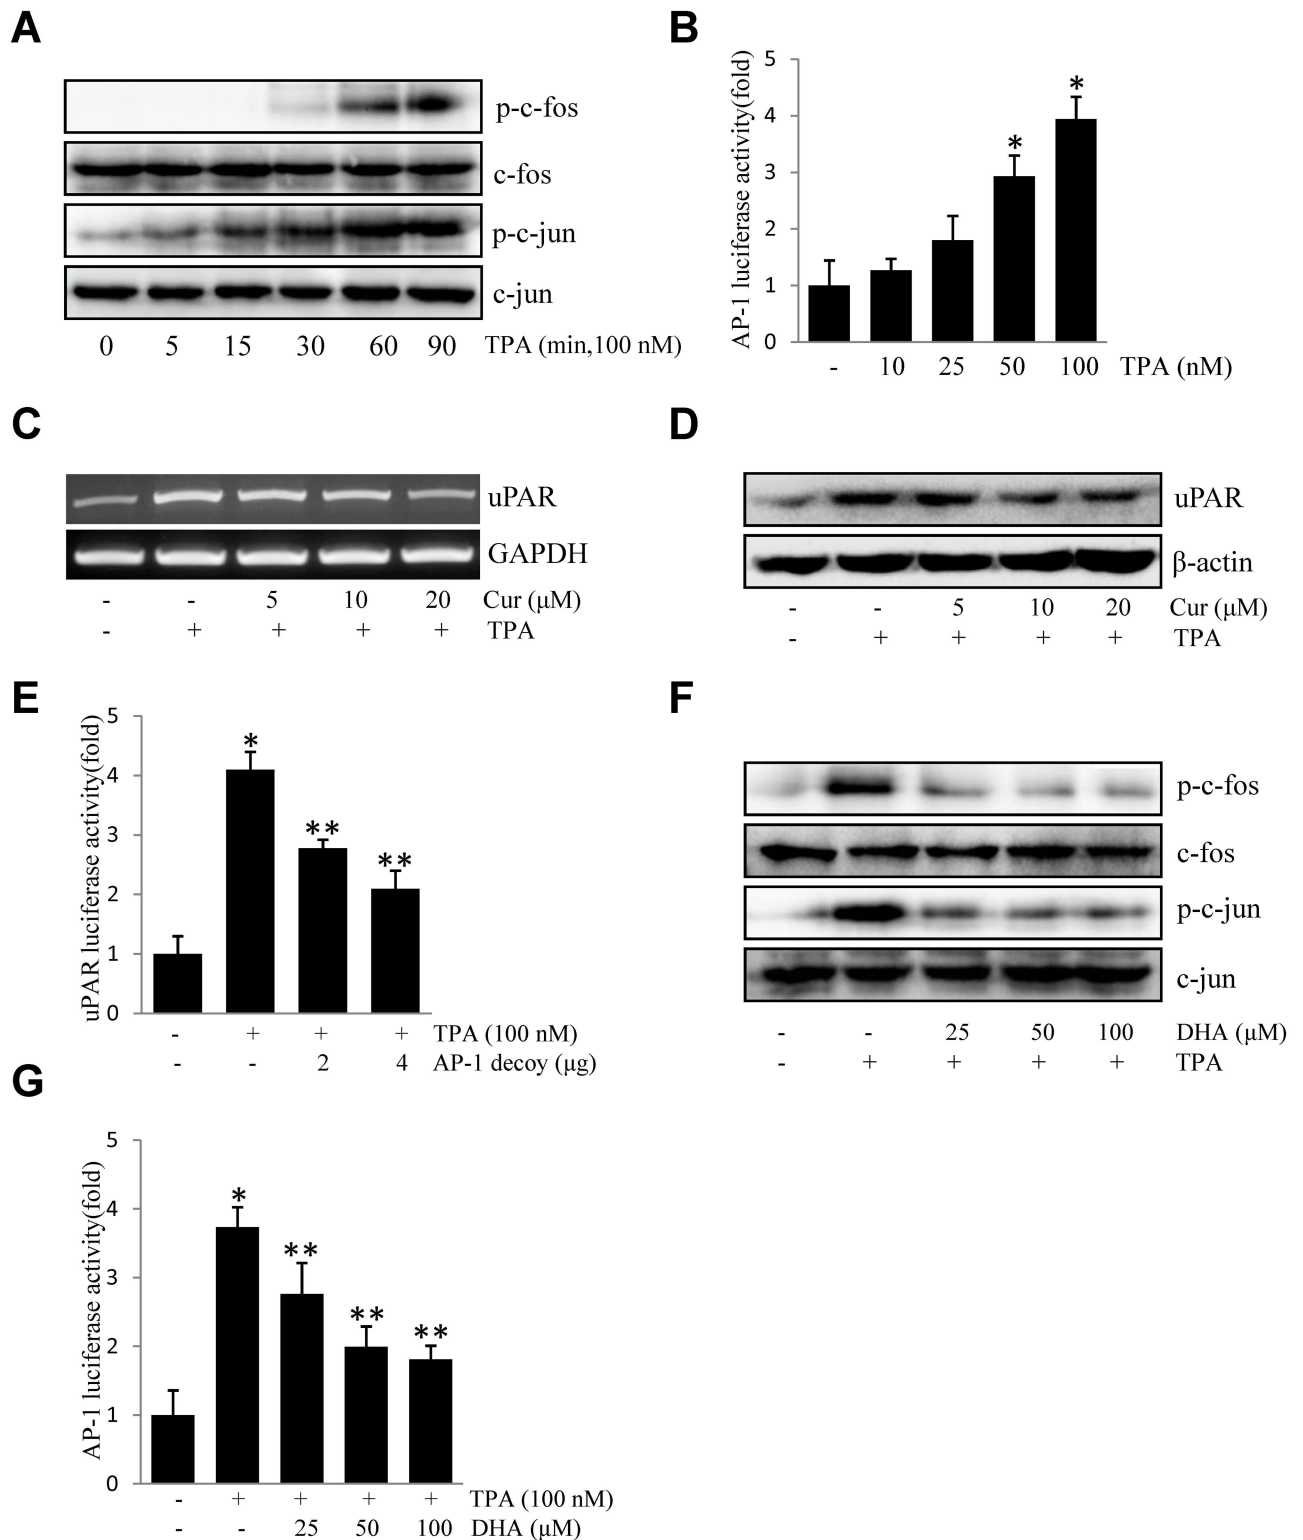 A
p-c-fos
c-fos
p-c-jun
c-jun
0 5 15 30 60 90 TPA (min,100 nM)
B
AP-1 luciferase activity(fold)
5
4
3
2
1
0
*
*
- 10 25 50 100 TPA (nM)
C
uPAR
GAPDH
- - 5 10 20 Cur (μM)
- + + + + TPA
D
uPAR
β-actin
- - 5 10 20 Cur (μM)
- + + + + TPA
E
uPAR luciferase activity(fold)
5
4
3
2
1
0
*
**
**
- + + + TPA (100 nM)
- - 2 4 AP-1 decoy (μg)
F
p-c-fos
c-fos
p-c-jun
c-jun
- - 25 50 100 DHA (μM)
- + + + + TPA
G
AP-1 luciferase activity(fold)
5
4
3
2
1
0
*
**
**
**
- + + + + TPA (100 nM)
- - 25 50 100 DHA (μM)